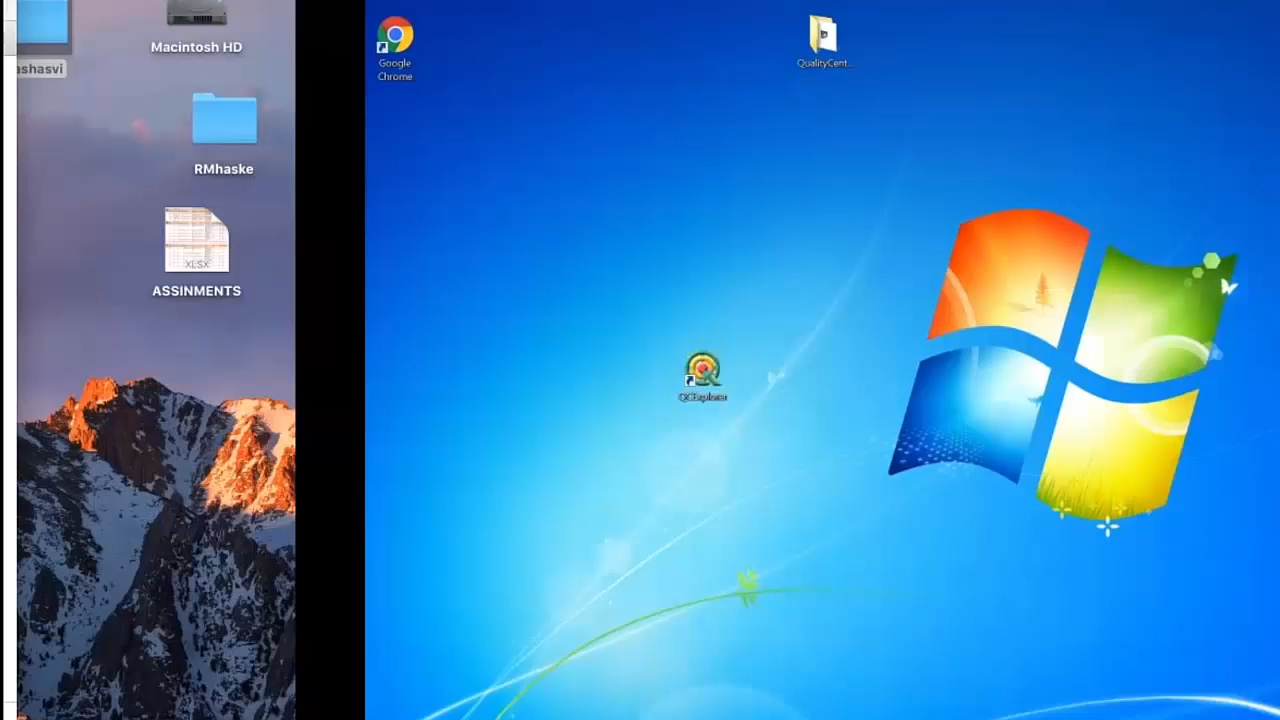 Macintosh HD
ashasvi
RMhaske
XLSX
ASSINMENTS
Google
Chrome
QualityCent...
QCExplorer